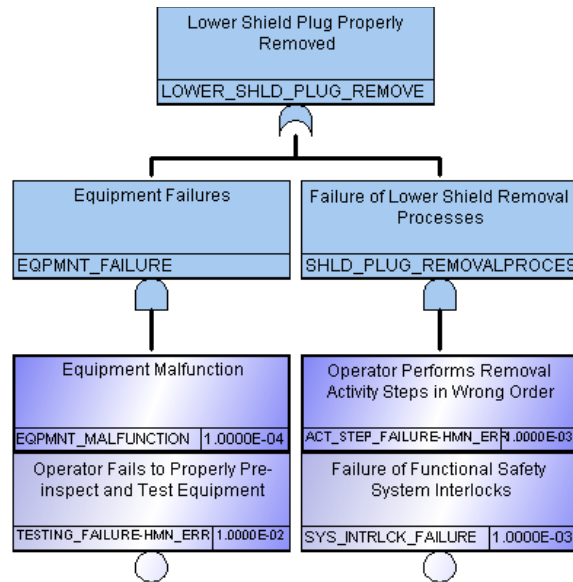 Lower Shield Plug Properly
Removed
LOWER_SHLD_PLUG_REMOVE
Equipment Failures
EQPMNT_FAILURE
Failure of Lower Shield Removal
Processes
SHLD_PLUG_REMOVALPROCES
Equipment Malfunction
EQPMNT_MALFUNCTION 1.0000E-04
Operator Fails to Properly Pre-
inspect and Test Equipment
TESTING_FAILURE-HMN_ERR 1.0000E-02
Operator Performs Removal
Activity Steps in Wrong Order
ACT_STEP_FAILURE-HMN_ERR 1.0000E-03
Failure of Functional Safety
System Interlocks
SYS_INTRLCK_FAILURE 1.0000E-03